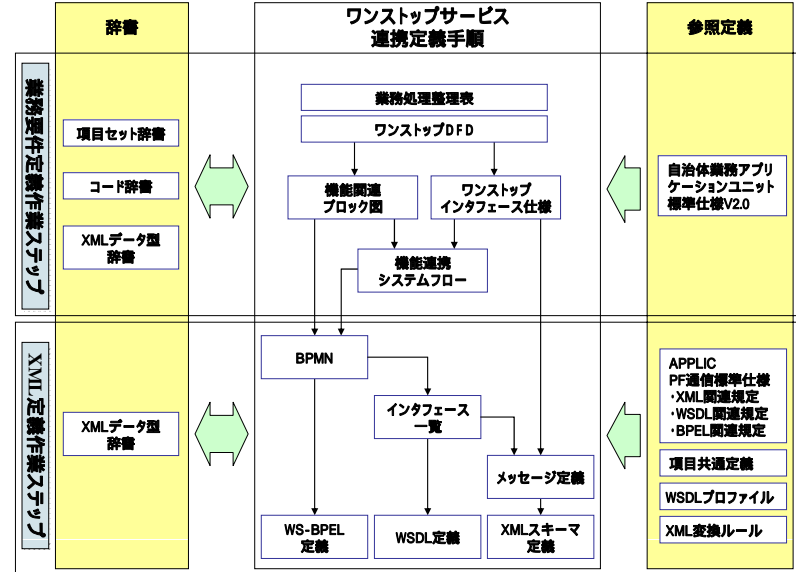 辞書
ワンストップサービス
連携定義手順
参照定義
業務要件定義作業ステップ
項目セット辞書
コード辞書
XMLデータ型
辞書
業務処理整理表
ワンストップDFD
機能関連
ブロック図
ワンストップ
インタフェース仕様
機能連携
システムフロー
自治体業務アプリ
ケーションユニット
標準仕様V2.0
XML定義作業ステップ
XMLデータ型
辞書
BPMN
インタフェース
一覧
メッセージ定義
WS-BPEL
定義
WSDL定義
XMLスキーマ
定義
APPLIC
PF通信標準仕様
・XML関連規定
・WSDL関連規定
・BPEL関連規定
項目共通定義
WSDLプロファイル
XML変換ルール